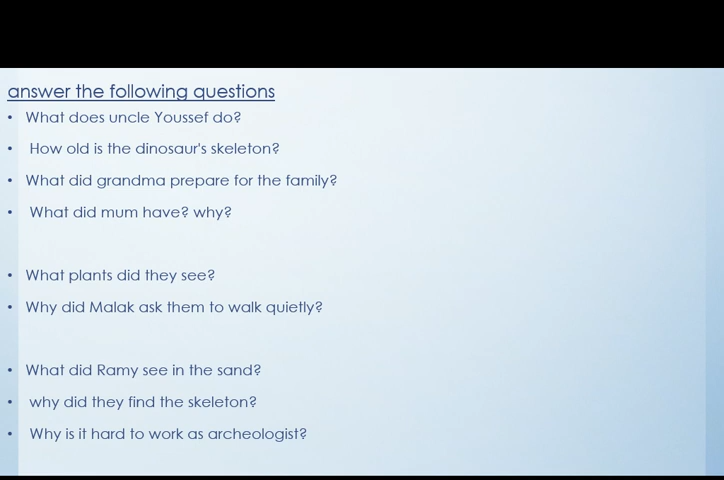 answer the following questions
• What does uncle Youssef do?
• How old is the dinosaur's skeleton?
• What did grandma prepare for the family?
• What did mum have? why?
• What plants did they see?
• Why did Malak ask them to walk quietly?
• What did Ramy see in the sand?
• why did they find the skeleton?
• Why is it hard to work as archeologist?